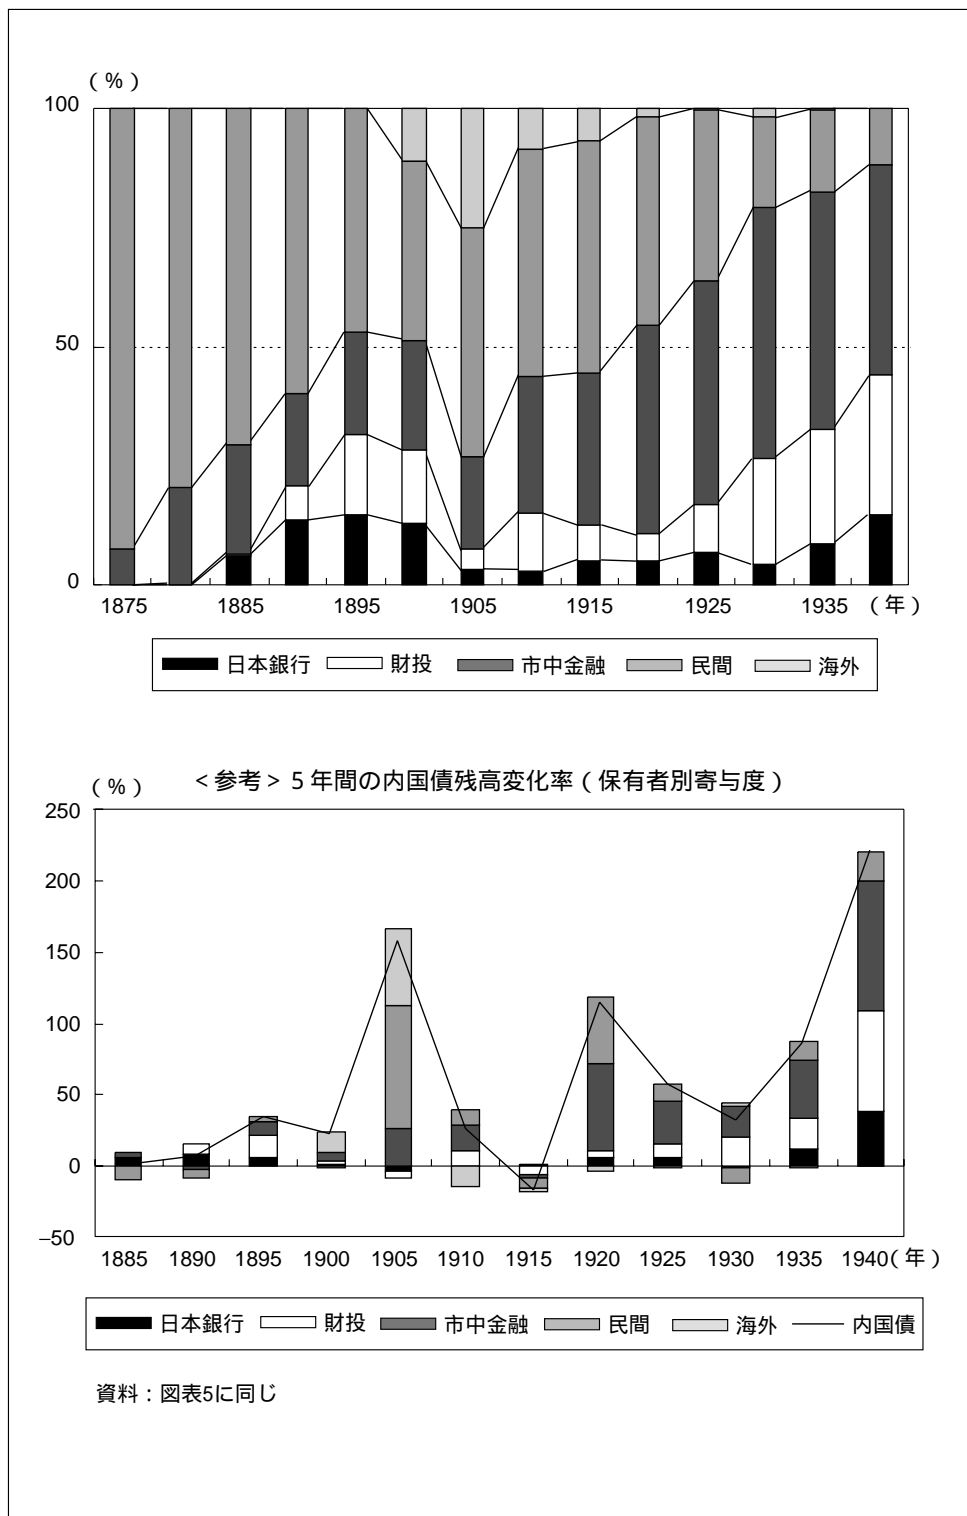 （％）
100
50
0
1875 1885 1895 1905 1915 1925 1935 （年）
日本銀行 財投 市中金融 民間 海外
（％） ＜参考＞５年間の内国債残高変化率（保有者別寄与度）
250
200
150
100
50
0
−50
1885 1890 1895 1900 1905 1910 1915 1920 1925 1930 1935 1940（年）
日本銀行 財投 市中金融 民間 海外 内国債
資料：図表5に同じ